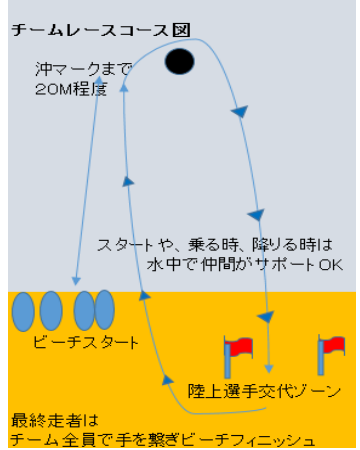 チームレースコース図
沖マークまで
20M程度
スタートや、乗る時、降りる時は
水中で仲間がサポートOK
ビーチスタート
陸上選手交代ゾーン
最終走者は
チーム全員で手を繋ぎビーチフィニッシュ